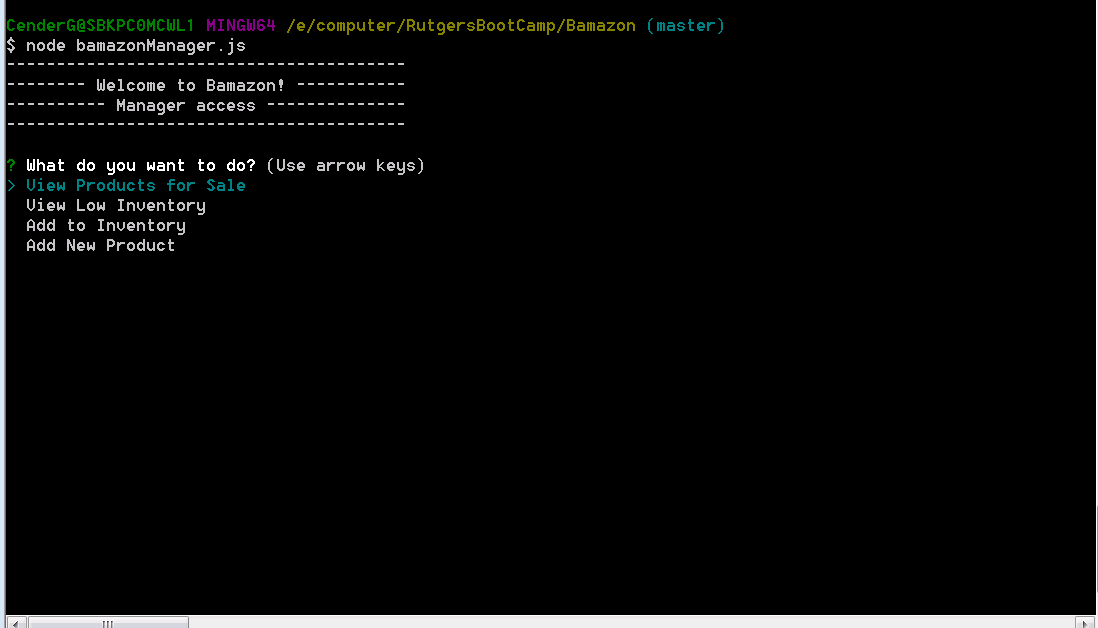 CenderG@SBKPC0MCWL1 MINGW64 /e/computer/RutgersBootCamp/Bamazon (master)
$ node bamazonManager.js
----------------------------------------
-------- Welcome to Bamazon! -----------
---------- Manager access --------------
----------------------------------------
? What do you want to do? (Use arrow keys)
> View Products for Sale
View Low Inventory
Add to Inventory
Add New Product